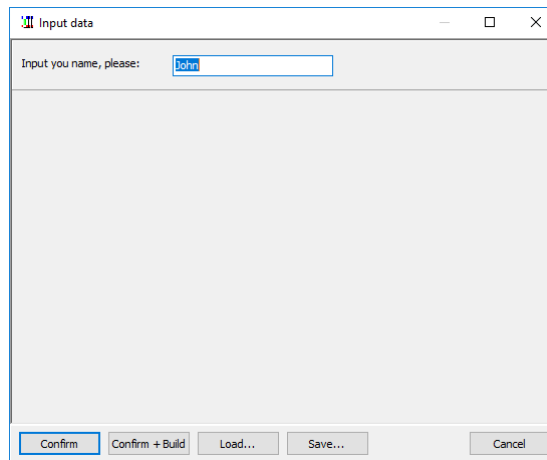 Input data
Input you name, please: John
Confirm Confirm + Build Load... Save... Cancel